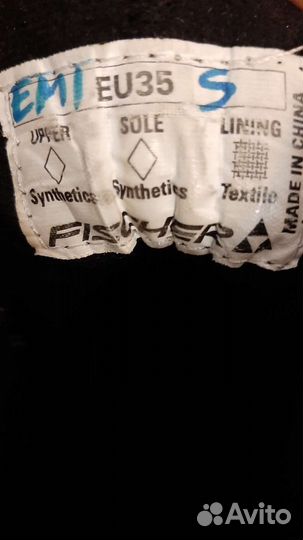 EMI EU35 S
UPPER SOLE LINING
Synthetics Synthetics Textile
FISCHER
MADE IN CHINA
Avito